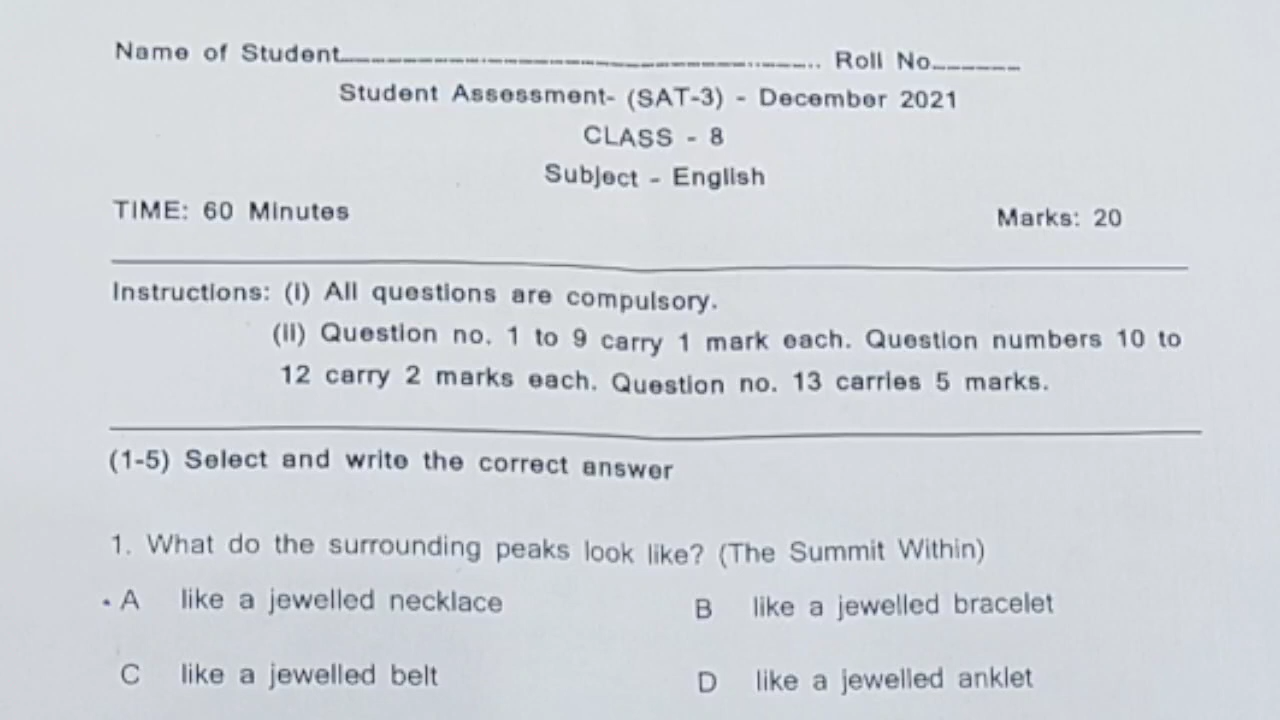 Name of Student................................................ Roll No.........
Student Assessment- (SAT-3) - December 2021
CLASS - 8
Subject - English
TIME: 60 Minutes Marks: 20
Instructions: (i) All questions are compulsory.
(ii) Question no. 1 to 9 carry 1 mark each. Question numbers 10 to
12 carry 2 marks each. Question no. 13 carries 5 marks.
(1-5) Select and write the correct answer
1. What do the surrounding peaks look like? (The Summit Within)
A like a jewelled necklace B like a jewelled bracelet
C like a jewelled belt D like a jewelled anklet